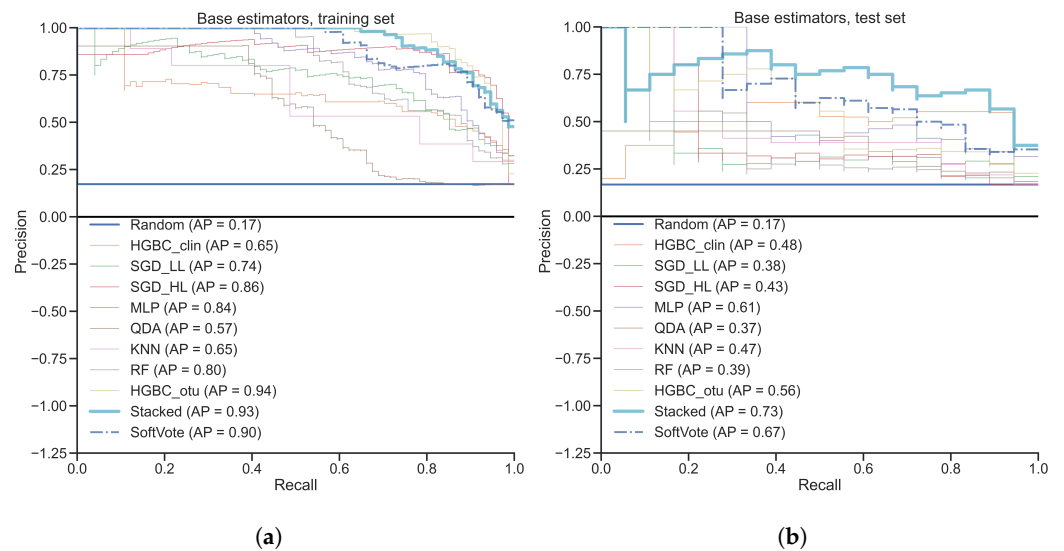 Base estimators, training set
1.00
0.75
0.50
0.25
0.00
−0.25
−0.50
−0.75
−1.00
−1.25
Precision
Random (AP = 0.17)
HGBC_clin (AP = 0.65)
SGD_LL (AP = 0.74)
SGD_HL (AP = 0.86)
MLP (AP = 0.84)
QDA (AP = 0.57)
KNN (AP = 0.65)
RF (AP = 0.80)
HGBC_otu (AP = 0.94)
Stacked (AP = 0.93)
SoftVote (AP = 0.90)
0.0 0.2 0.4 0.6 0.8 1.0
Recall
(a)
Base estimators, test set
1.00
0.75
0.50
0.25
0.00
−0.25
−0.50
−0.75
−1.00
−1.25
Precision
Random (AP = 0.17)
HGBC_clin (AP = 0.48)
SGD_LL (AP = 0.38)
SGD_HL (AP = 0.43)
MLP (AP = 0.61)
QDA (AP = 0.37)
KNN (AP = 0.47)
RF (AP = 0.39)
HGBC_otu (AP = 0.56)
Stacked (AP = 0.73)
SoftVote (AP = 0.67)
0.0 0.2 0.4 0.6 0.8 1.0
Recall
(b)